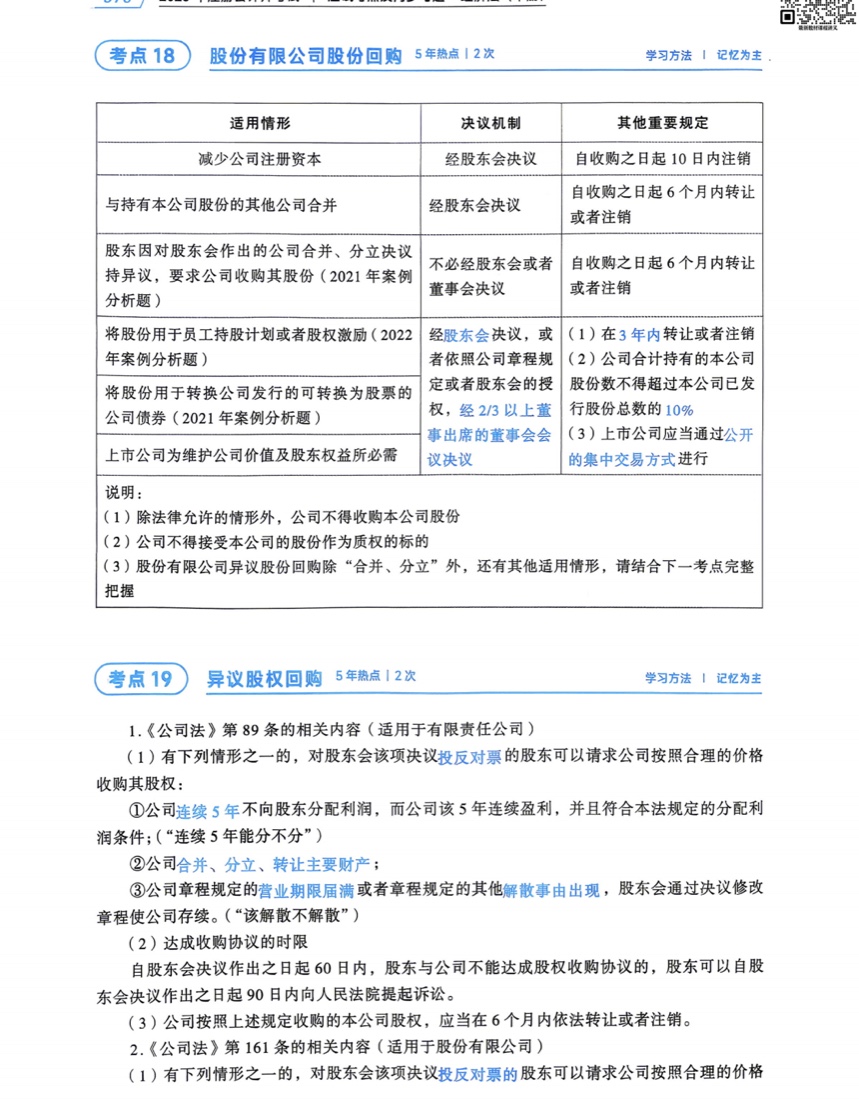 考点 18 股份有限公司股份回购 5 年热点 | 2 次 学习方法 | 记忆为主
适用情形 决议机制 其他重要规定
减少公司注册资本 经股东会决议 自收购之日起 10 日内注销
与持有本公司股份的其他公司合并 经股东会决议 自收购之日起 6 个月内转让
或者注销
股东因对股东会作出的公司合并、分立决议
持异议，要求公司收购其股份（2021 年案例
分析题）
不必经股东会或者
董事会决议
自收购之日起 6 个月内转让
或者注销
将股份用于员工持股计划或者股权激励（2022
年案例分析题）
将股份用于转换公司发行的可转换为股票的
公司债券（2021 年案例分析题）
上市公司为维护公司价值及股东权益所必需
经股东会决议，或
者依照公司章程规
定或者股东会的授
权，经 2/3 以上董
事出席的董事会会
议决议
（1）在 3 年内转让或者注销
（2）公司合计持有的本公司
股份数不得超过本公司已发
行股份总数的 10%
（3）上市公司应当通过公开
的集中交易方式进行
说明：
（1）除法律允许的情形外，公司不得收购本公司股份
（2）公司不得接受本公司的股份作为质权的标的
（3）股份有限公司异议股份回购除“合并、分立”外，还有其他适用情形，请结合下一考点完整
把握
考点 19 异议股权回购 5 年热点 | 2 次 学习方法 | 记忆为主
1.《公司法》第 89 条的相关内容（适用于有限责任公司）
（1）有下列情形之一的，对股东会该项决议投反对票的股东可以请求公司按照合理的价格
收购其股权：
①公司连续 5 年不向股东分配利润，而公司该 5 年连续盈利，并且符合本法规定的分配利
润条件；（“连续 5 年能分不分”）
②公司合并、分立、转让主要财产；
③公司章程规定的营业期限届满或者章程规定的其他解散事由出现，股东会通过决议修改
章程使公司存续。（“该解散不解散”）
（2）达成收购协议的时限
自股东会决议作出之日起 60 日内，股东与公司不能达成股权收购协议的，股东可以自股
东会决议作出之日起 90 日内向人民法院提起诉讼。
（3）公司按照上述规定收购的本公司股权，应当在 6 个月内依法转让或者注销。
2.《公司法》第 161 条的相关内容（适用于股份有限公司）
（1）有下列情形之一的，对股东会该项决议投反对票的股东可以请求公司按照合理的价格